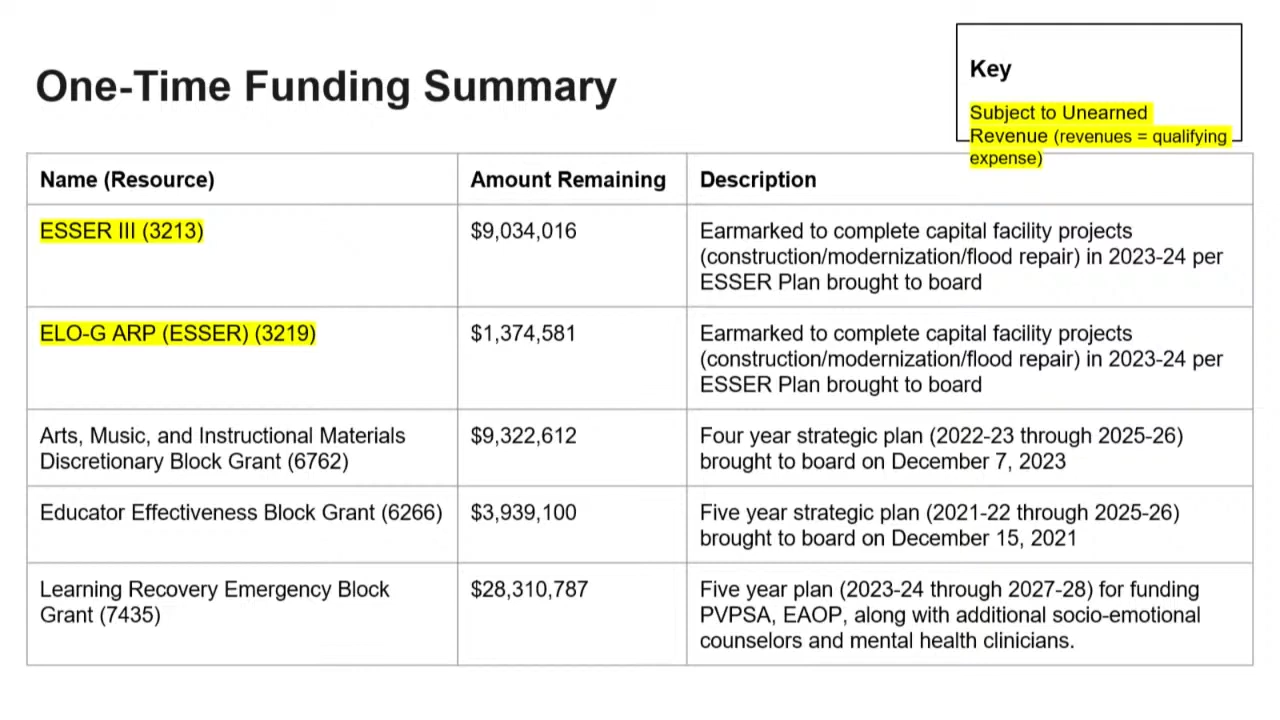 One-Time Funding Summary
Key
Subject to Unearned
Revenue (revenues = qualifying
expense)
Name (Resource)
Amount Remaining
Description
ESSER III (3213)
$9,034,016
Earmarked to complete capital facility projects
(construction/modernization/flood repair) in 2023-24 per
ESSER Plan brought to board
ELO-G ARP (ESSER) (3219)
$1,374,581
Earmarked to complete capital facility projects
(construction/modernization/flood repair) in 2023-24 per
ESSER Plan brought to board
Arts, Music, and Instructional Materials
Discretionary Block Grant (6762)
$9,322,612
Four year strategic plan (2022-23 through 2025-26)
brought to board on December 7, 2023
Educator Effectiveness Block Grant (6266)
$3,939,100
Five year strategic plan (2021-22 through 2025-26)
brought to board on December 15, 2021
Learning Recovery Emergency Block
Grant (7435)
$28,310,787
Five year plan (2023-24 through 2027-28) for funding
PVPSA, EAOP, along with additional socio-emotional
counselors and mental health clinicians.